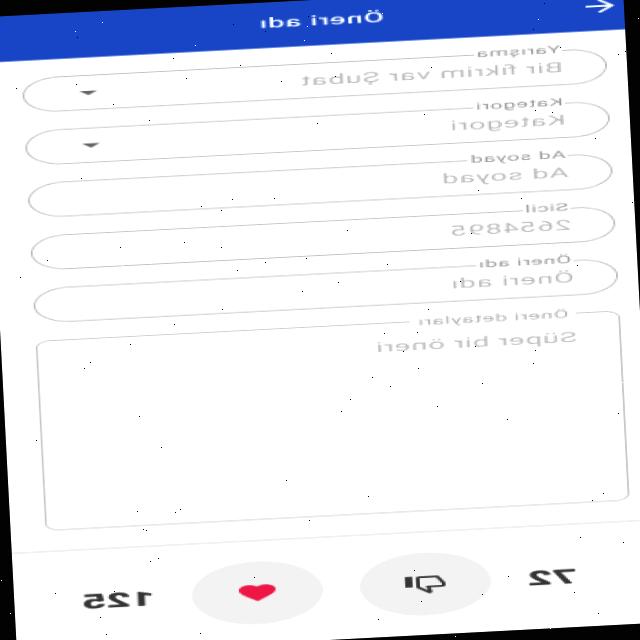 Öneri adı
Yarışma
Bir fikrim var Şubat
Kategori
Kategori
Ad soyad
Ad soyad
Sicil
2654895
Öneri adı
Öneri adı
Öneri detayları
Süper bir öneri
72
125